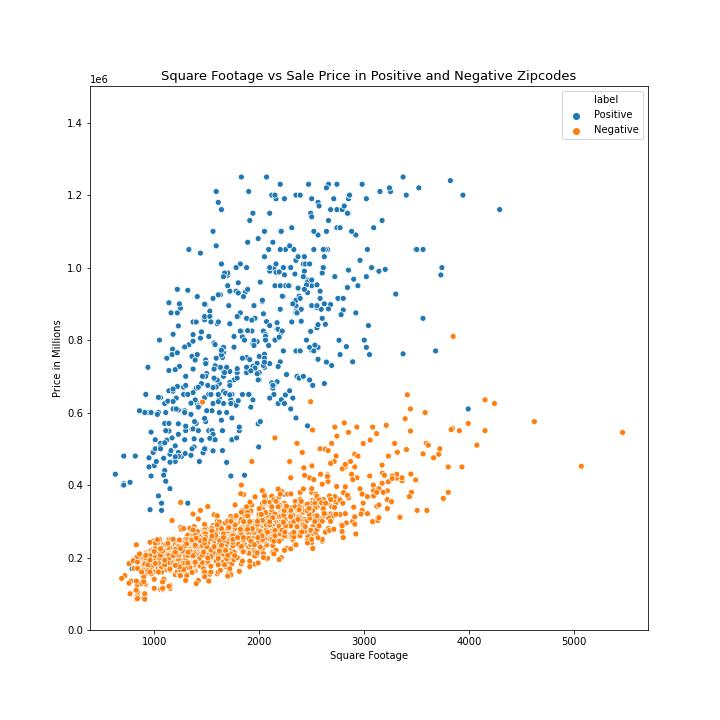 Square Footage vs Sale Price in Positive and Negative Zipcodes
1e6
label
Positive
Negative
1.4
1.2
1.0
0.8
0.6
0.4
0.2
0.0
Price in Millions
1000 2000 3000 4000 5000
Square Footage